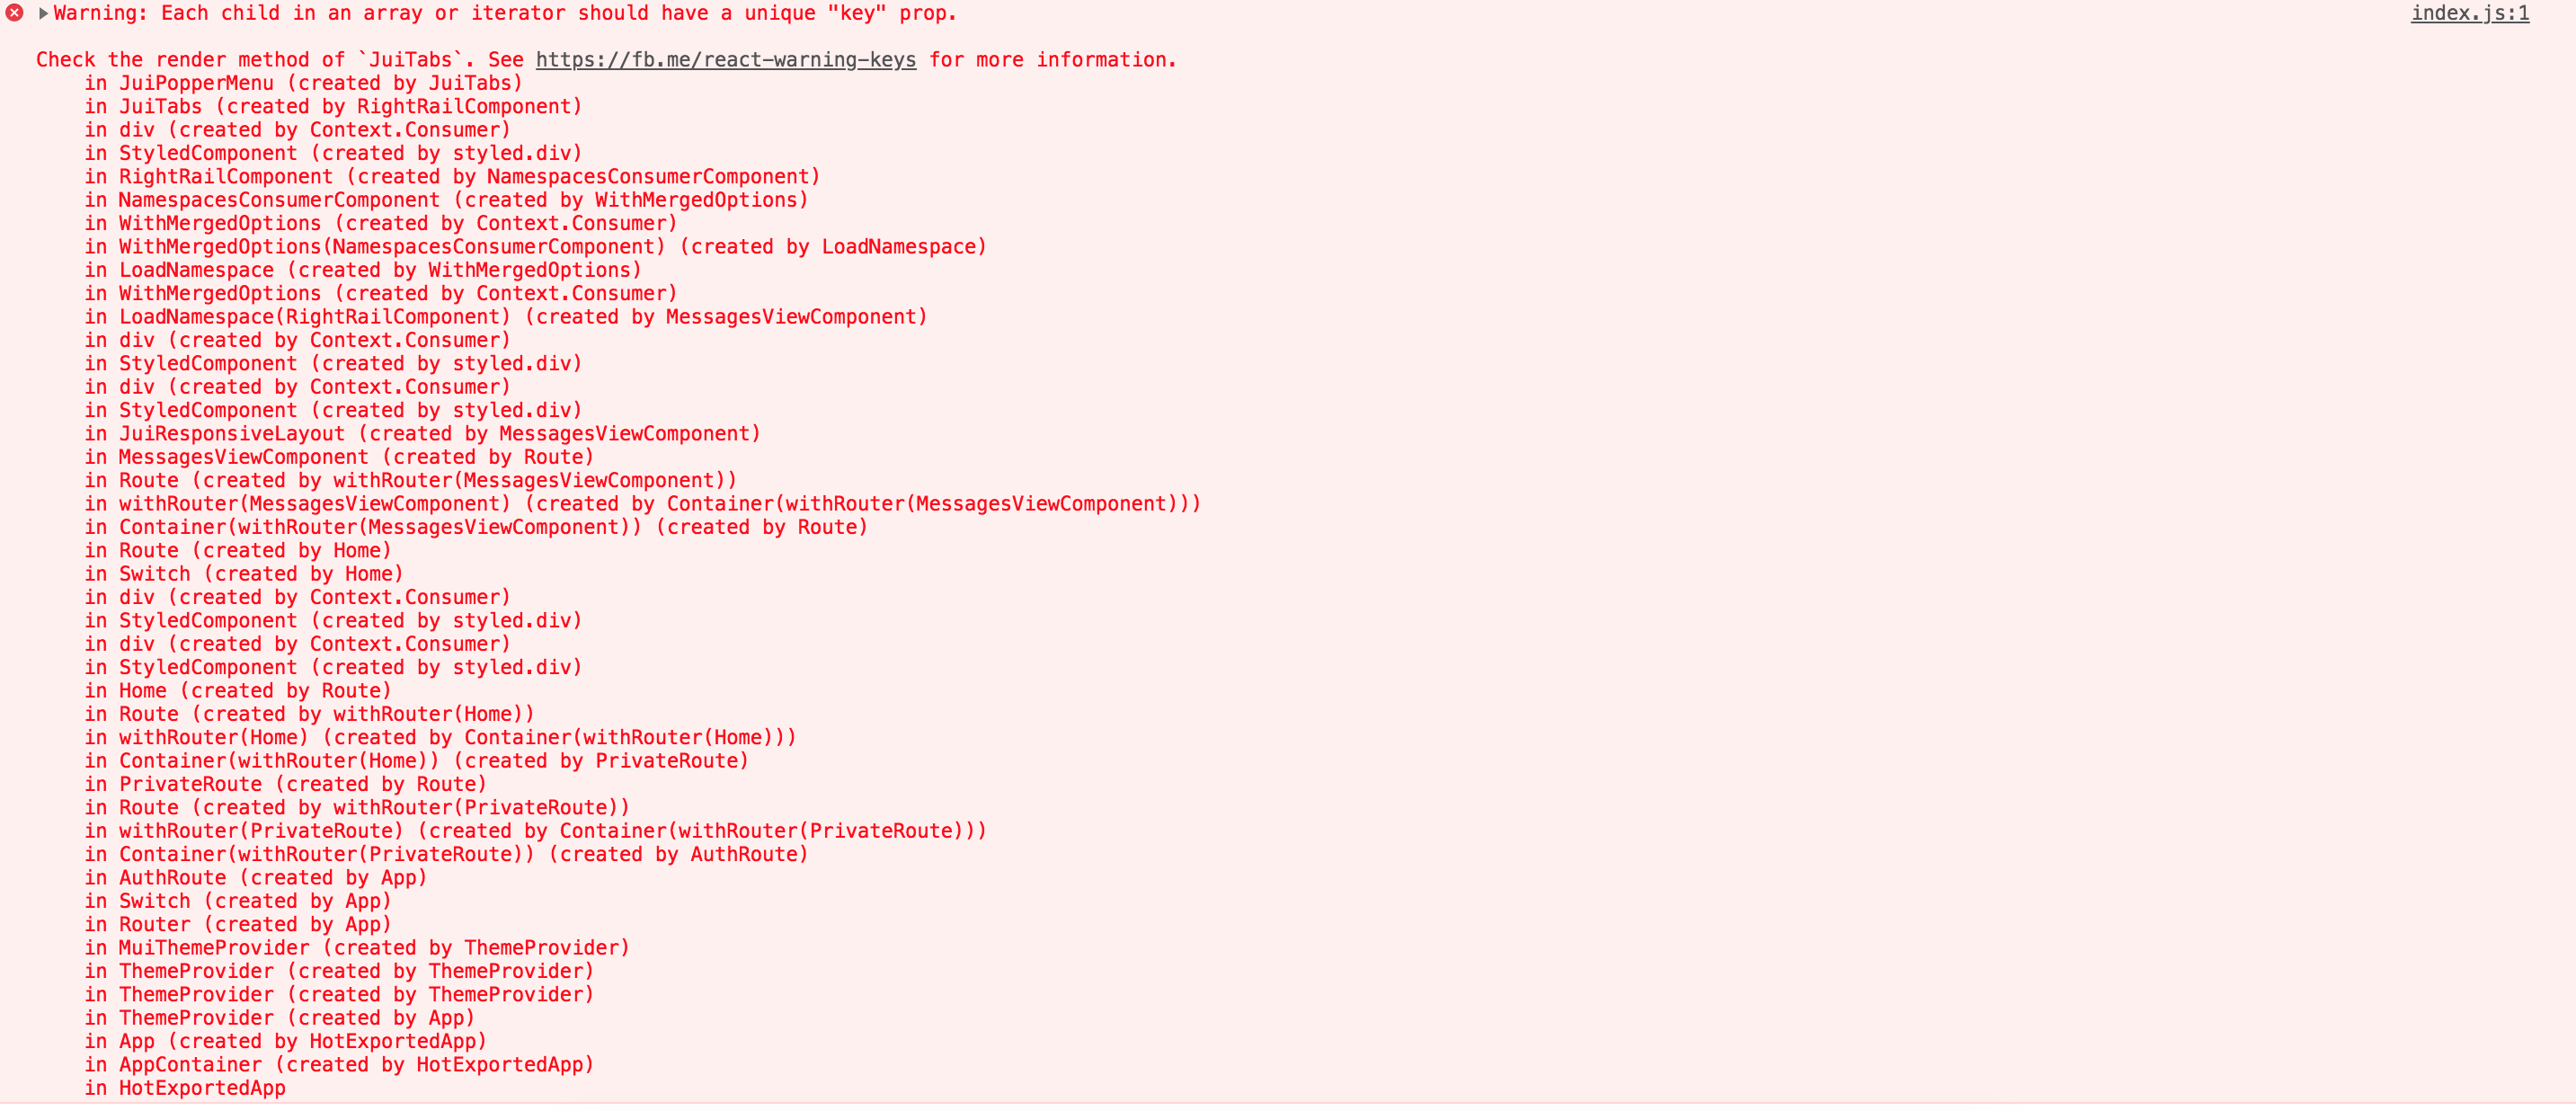 Warning: Each child in an array or iterator should have a unique "key" prop. index.js:1
Check the render method of `JuiTabs`. See https://fb.me/react-warning-keys for more information.
in JuiPopperMenu (created by JuiTabs)
in JuiTabs (created by RightRailComponent)
in div (created by Context.Consumer)
in StyledComponent (created by styled.div)
in RightRailComponent (created by NamespacesConsumerComponent)
in NamespacesConsumerComponent (created by WithMergedOptions)
in WithMergedOptions (created by Context.Consumer)
in WithMergedOptions(NamespacesConsumerComponent) (created by LoadNamespace)
in LoadNamespace (created by WithMergedOptions)
in WithMergedOptions (created by Context.Consumer)
in LoadNamespace(RightRailComponent) (created by MessagesViewComponent)
in div (created by Context.Consumer)
in StyledComponent (created by styled.div)
in div (created by Context.Consumer)
in StyledComponent (created by styled.div)
in JuiResponsiveLayout (created by MessagesViewComponent)
in MessagesViewComponent (created by Route)
in Route (created by withRouter(MessagesViewComponent))
in withRouter(MessagesViewComponent) (created by Container(withRouter(MessagesViewComponent)))
in Container(withRouter(MessagesViewComponent)) (created by Route)
in Route (created by Home)
in Switch (created by Home)
in div (created by Context.Consumer)
in StyledComponent (created by styled.div)
in div (created by Context.Consumer)
in StyledComponent (created by styled.div)
in Home (created by Route)
in Route (created by withRouter(Home))
in withRouter(Home) (created by Container(withRouter(Home)))
in Container(withRouter(Home)) (created by PrivateRoute)
in PrivateRoute (created by Route)
in Route (created by withRouter(PrivateRoute))
in withRouter(PrivateRoute) (created by Container(withRouter(PrivateRoute)))
in Container(withRouter(PrivateRoute)) (created by AuthRoute)
in AuthRoute (created by App)
in Switch (created by App)
in Router (created by App)
in MuiThemeProvider (created by ThemeProvider)
in ThemeProvider (created by ThemeProvider)
in ThemeProvider (created by ThemeProvider)
in ThemeProvider (created by App)
in App (created by HotExportedApp)
in AppContainer (created by HotExportedApp)
in HotExportedApp